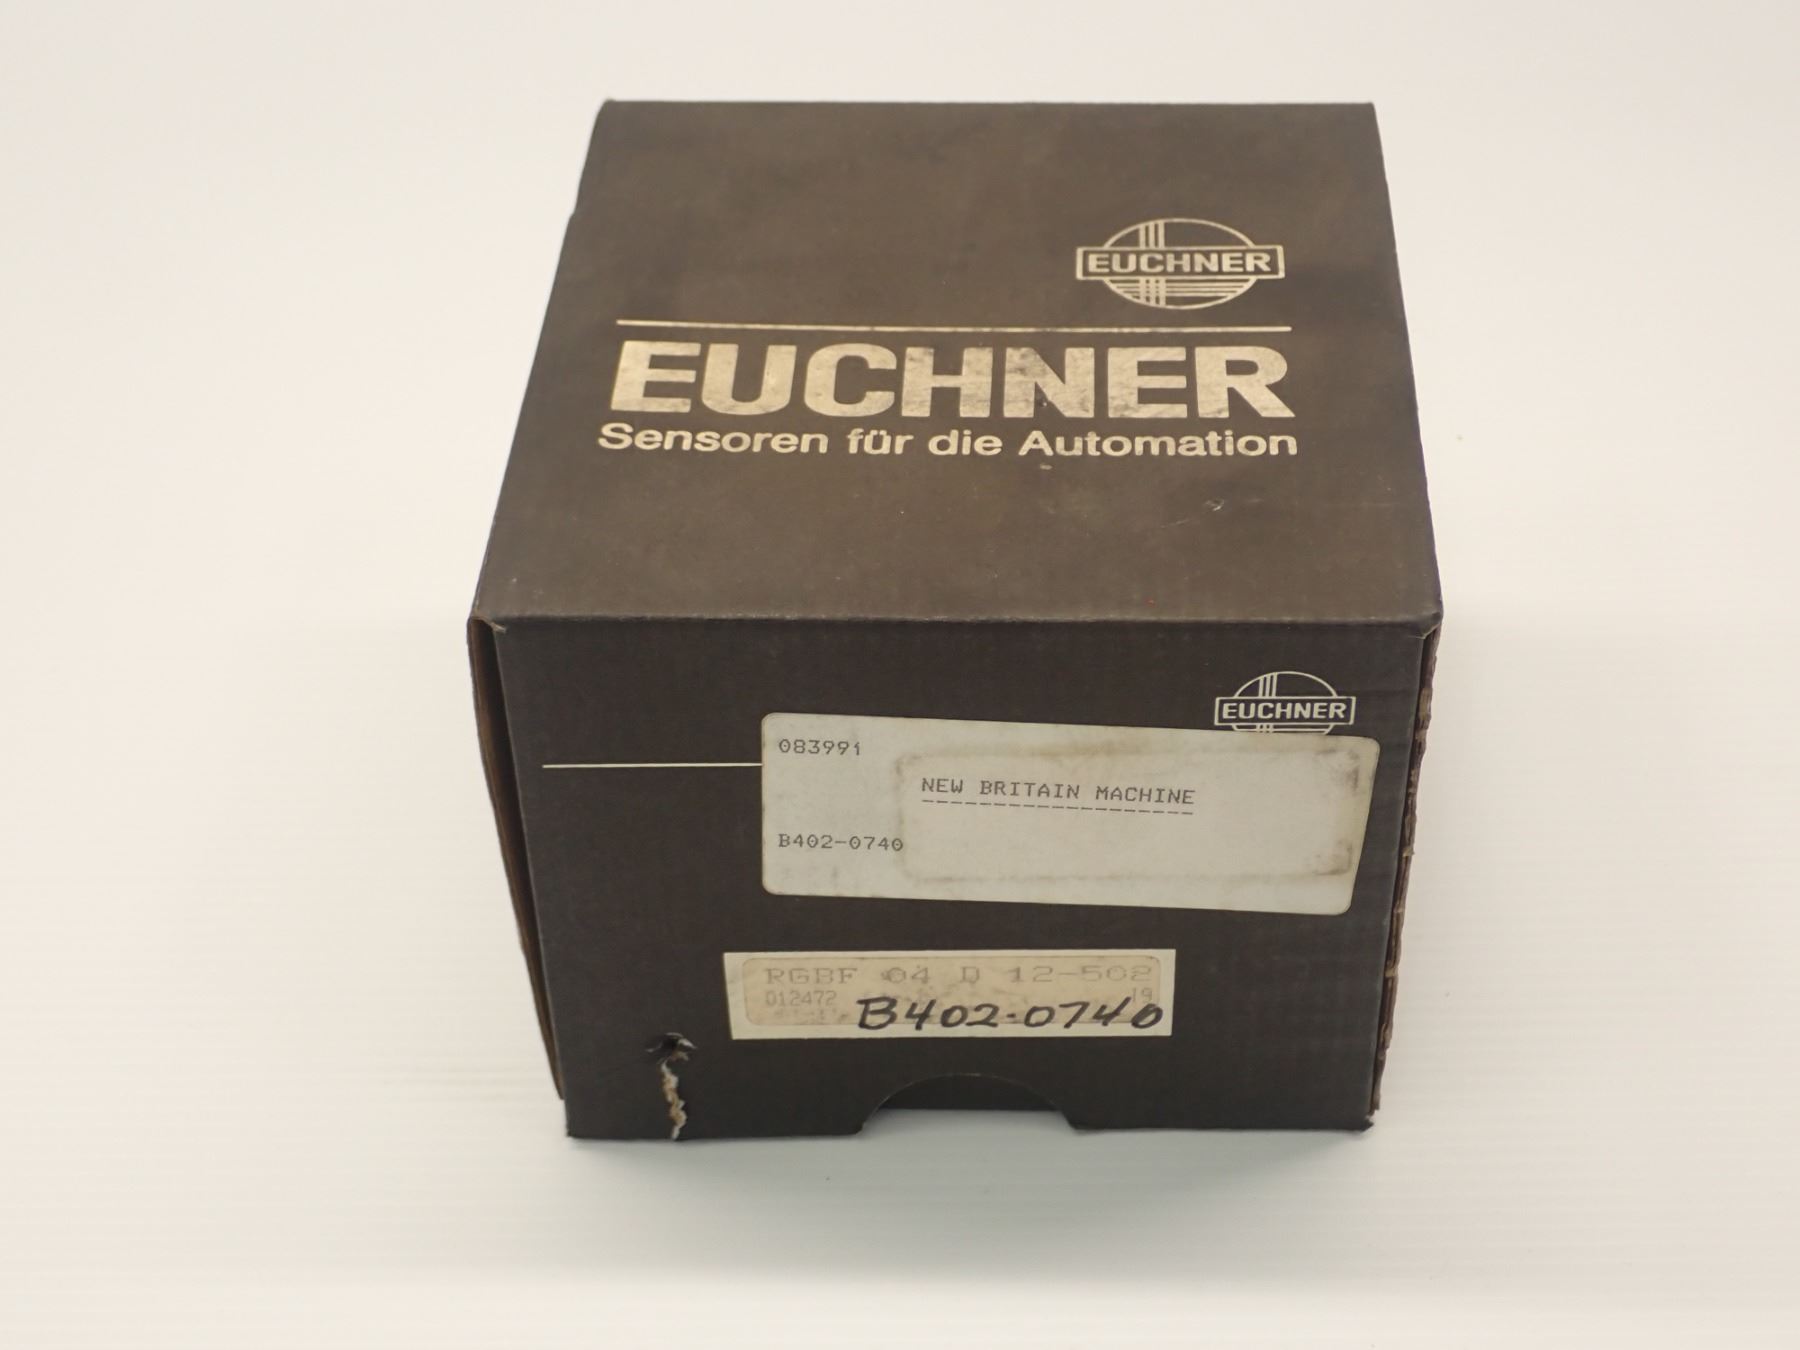 EUCHNER
EUCHNER
Sensoren für die Automation
EUCHNER
083991
NEW BRITAIN MACHINE
B402-0740
RGBF 04 D 12-502
012472 19
B402-0740